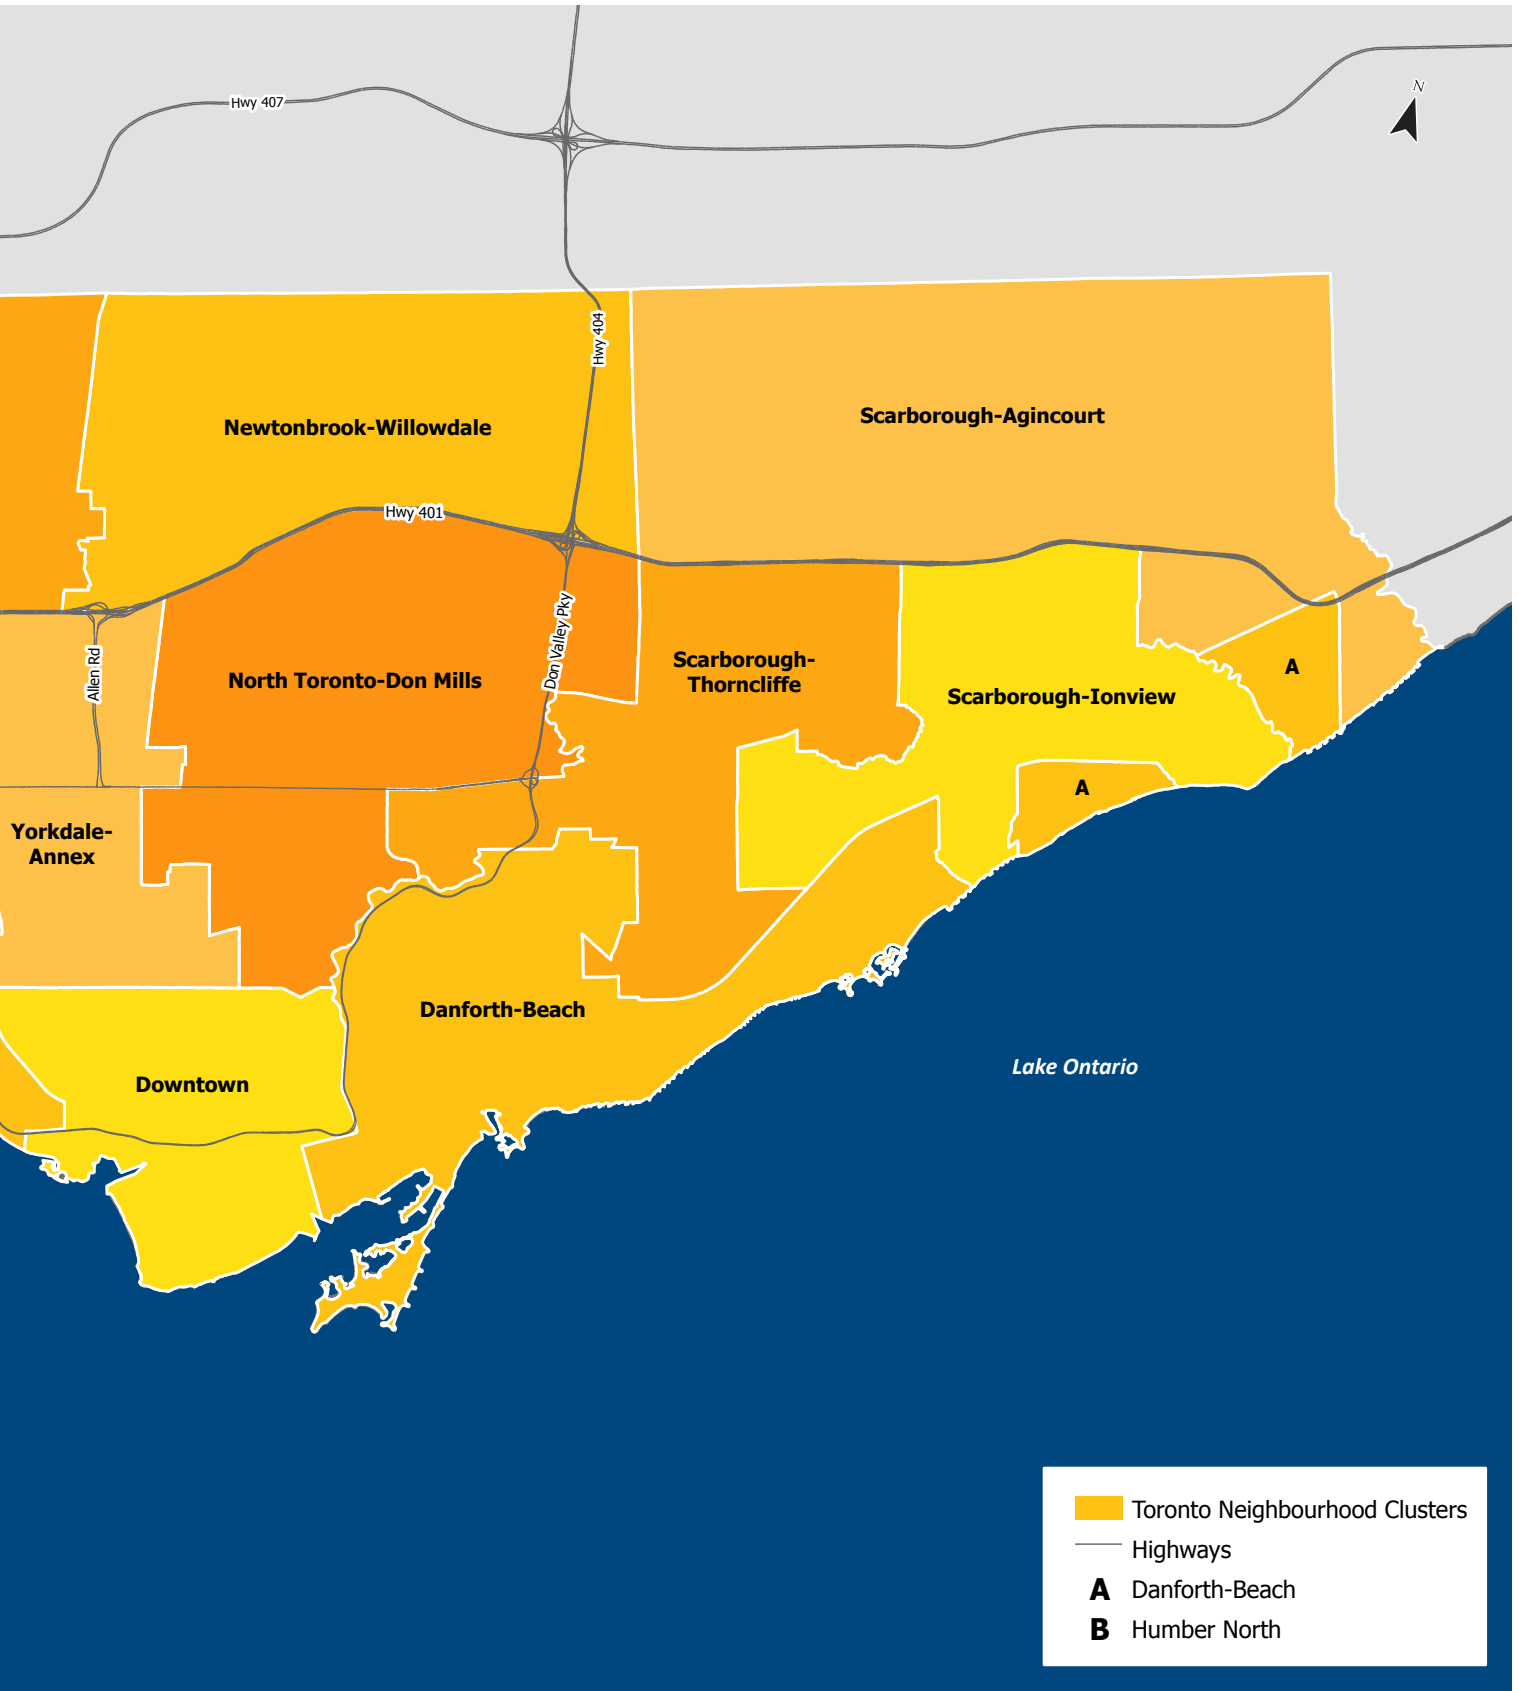 N
Hwy 407
Hwy 404
Scarborough-Agincourt
Newtonbrook-Willowdale
Hwy 401
Don Valley Pky
Allen Rd
Scarborough-
Thorncliffe
A
North Toronto-Don Mills
Scarborough-Ionview
A
Yorkdale-
Annex
Danforth-Beach
Lake Ontario
Downtown
Toronto Neighbourhood Clusters
Highways
A Danforth-Beach
B Humber North